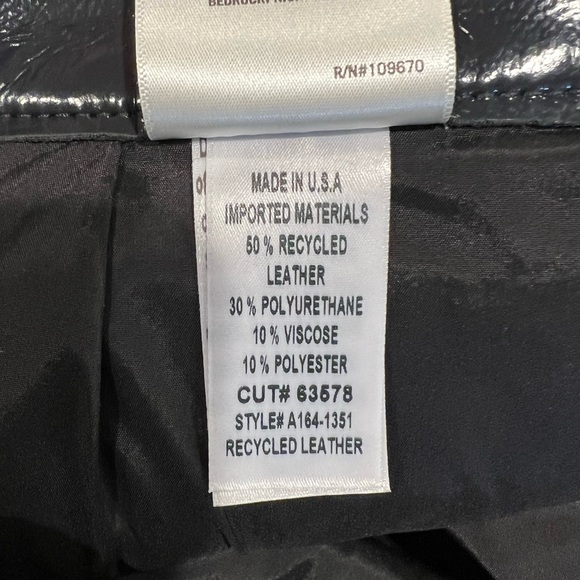 R/N#109670
MADE IN U.S.A
IMPORTED MATERIALS
50 % RECYCLED
LEATHER
30 % POLYURETHANE
10 % VISCOSE
10 % POLYESTER
CUT# 63578
STYLE# A164-1351
RECYCLED LEATHER